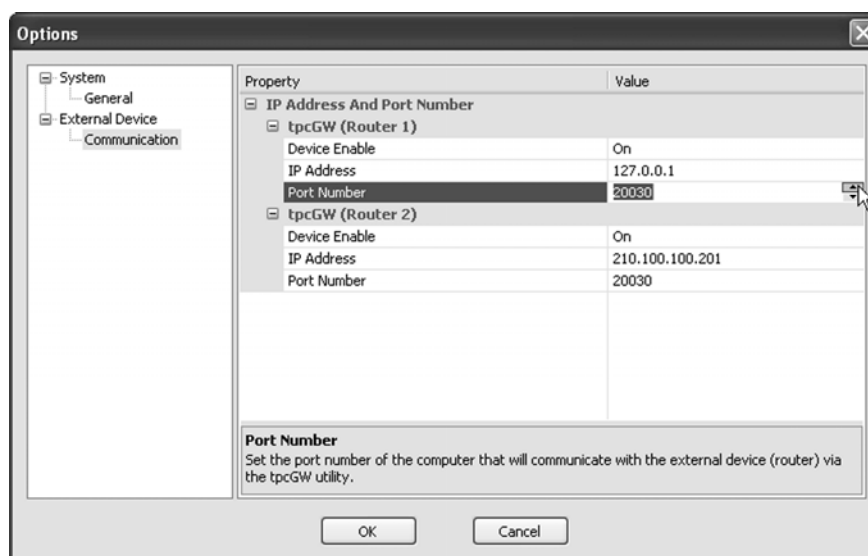 Options
System
General
External Device
Communication
Property Value
IP Address And Port Number
tpcGW (Router 1)
Device Enable On
IP Address 127.0.0.1
Port Number 20030
tpcGW (Router 2)
Device Enable On
IP Address 210.100.100.201
Port Number 20030
Port Number
Set the port number of the computer that will communicate with the external device (router) via
the tpcGW utility.
OK Cancel